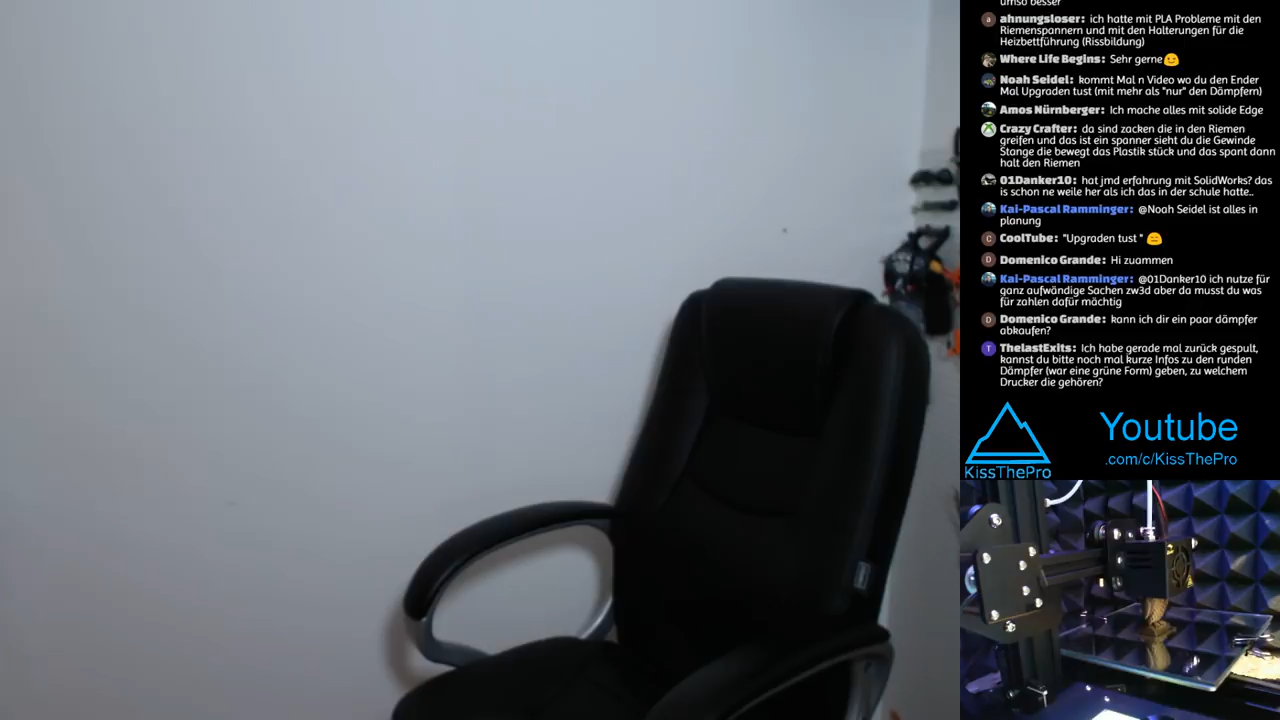 umso besser
ahnungsloser: ich hatte mit PLA Probleme mit den
Riemenspannern und mit den Halterungen für die
Heizbettführung (Rissbildung)
Where Life Begins: Sehr gerne
Noah Seidel: kommt Mal n Video wo du den Ender
Mal Upgraden tust (mit mehr als "nur" den Dämpfern)
Amos Nürnberger: Ich mache alles mit solide Edge
Crazy Crafter: da sind zacken die in den Riemen
greifen und das ist ein spanner sieht du die Gewinde
Stange die bewegt das Plastik stück und das spant dann
halt den Riemen
01Danker10: hat jmd erfahrung mit SolidWorks? das
is schon ne weile her als ich das in der schule hatte..
Kai-Pascal Ramminger: @Noah Seidel ist alles in
planung
CoolTube: "Upgraden tust "
Domenico Grande: Hi zuammen
Kai-Pascal Ramminger: @01Danker10 ich nutze für
ganz aufwändige Sachen zw3d aber da musst du was
für zahlen dafür mächtig
Domenico Grande: kann ich dir ein paar dämpfer
abkaufen?
ThelastExits: Ich habe gerade mal zurück gespult,
kannst du bitte noch mal kurze Infos zu den runden
Dämpfer (war eine grüne Form) geben, zu welchem
Drucker die gehören?
Youtube
.com/c/KissThePro
KissThePro